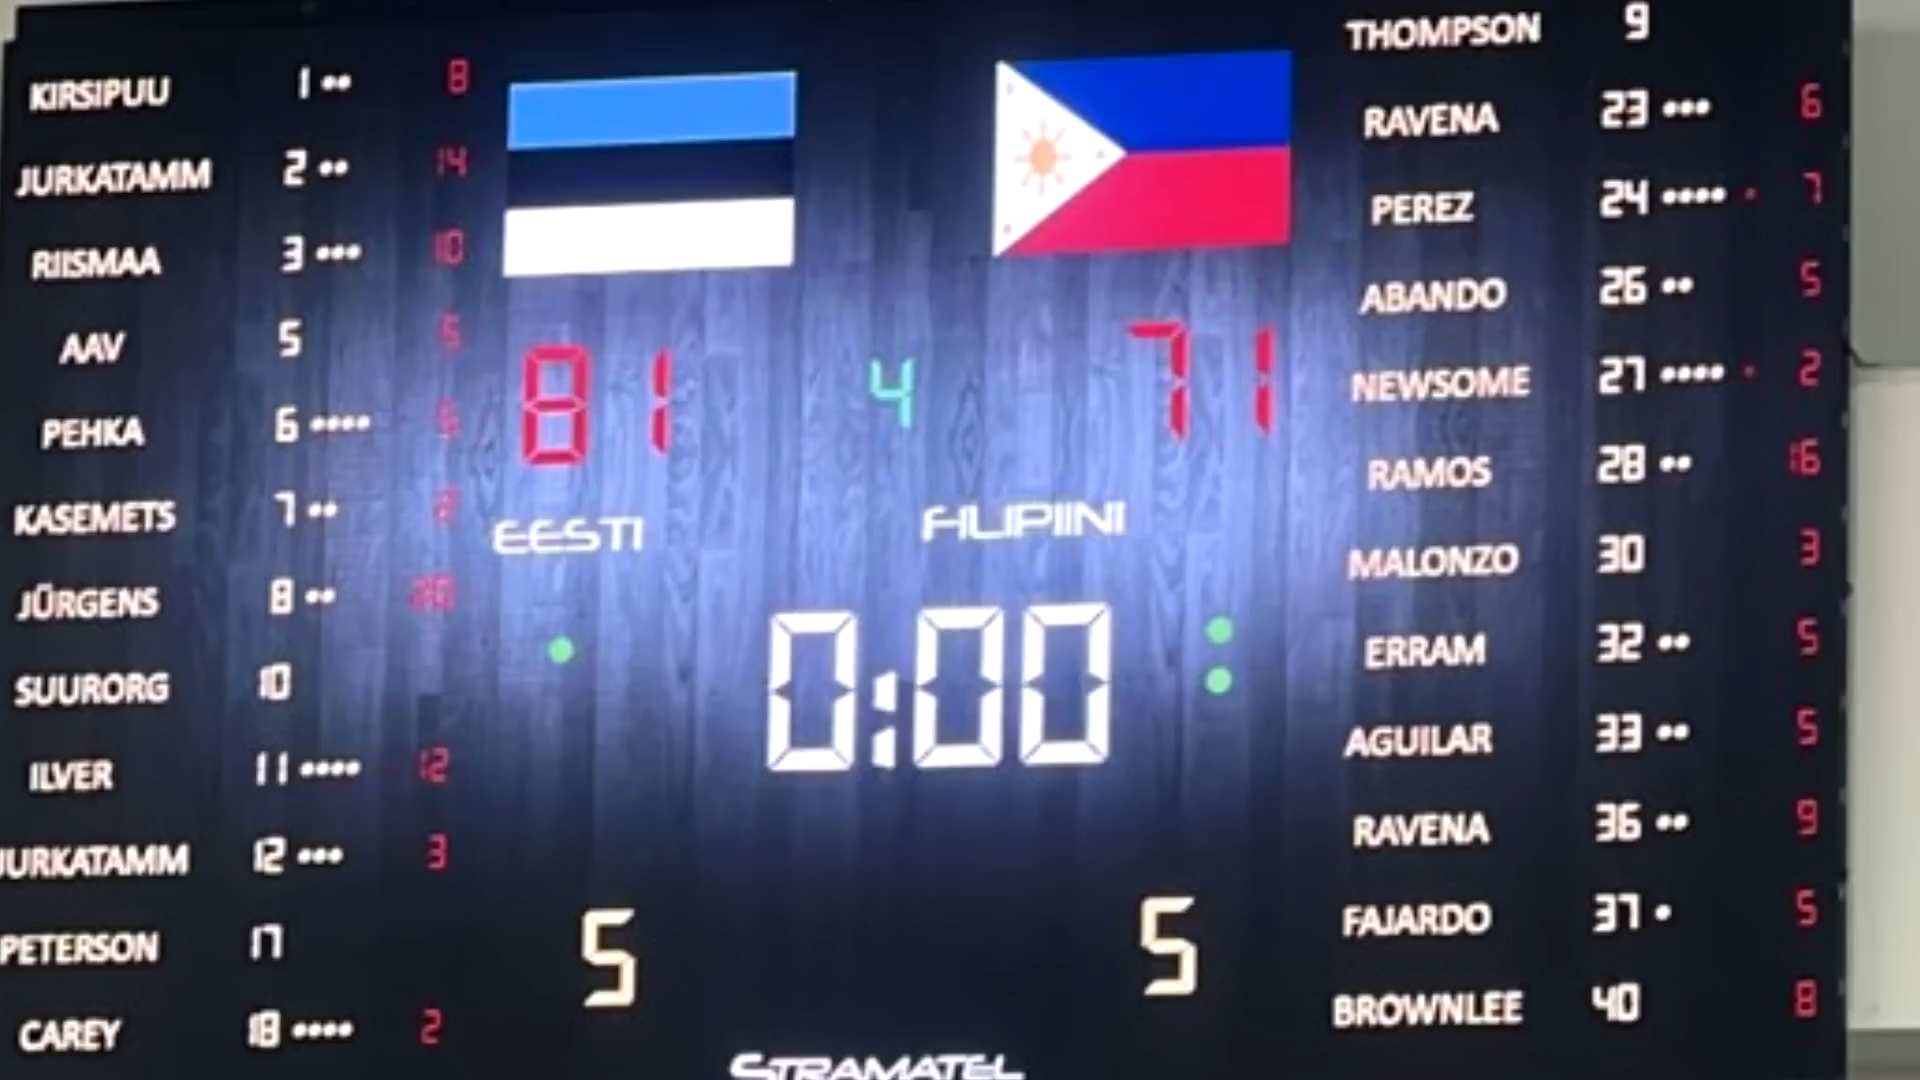 KIRSIPUU 1 •• 8
JURKATAMM 2 •• 14
RIISMAA 3 ••• 10
AAV 5 5
PEHKA 6 •••• 5
KASEMETS 7 •• 2
JÜRGENS 8 •• 20
SUURORG 10
ILVER 11 •••• 12
JURKATAMM 12 ••• 3
PETERSON 17
CAREY 18 •••• 2
81 4 71
EESTI FILIPIINI
0:00
5 5
STRAMATEL
THOMPSON 9
RAVENA 23 ••• 6
PEREZ 24 •••• • 7
ABANDO 26 •• 5
NEWSOME 27 •••• • 2
RAMOS 28 •• 16
MALONZO 30 3
ERRAM 32 •• 5
AGUILAR 33 •• 5
RAVENA 36 •• 9
FAJARDO 37 • 5
BROWNLEE 40 8